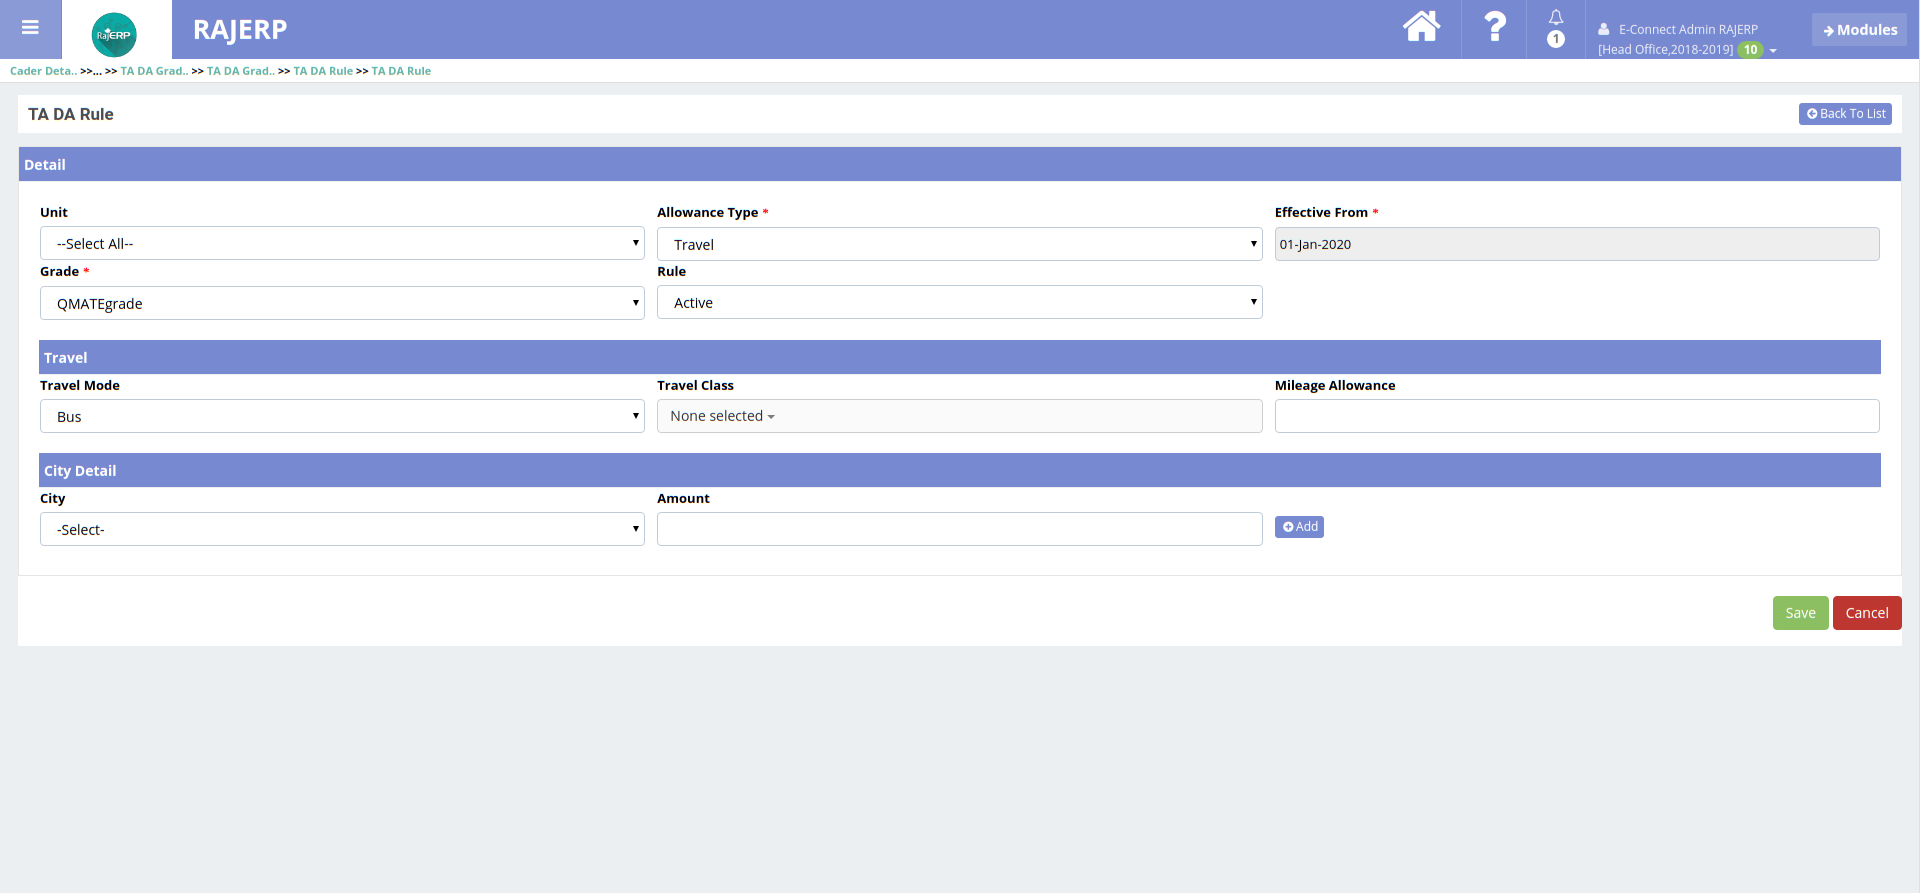 RajERP
RAJERP
1
E-Connect Admin RAJERP
[Head Office,2018-2019] 10
Modules
Cader Deta.. >>... >> TA DA Grad.. >> TA DA Grad.. >> TA DA Rule >> TA DA Rule
TA DA Rule
Back To List
Detail
Unit
Allowance Type *
Effective From *
--Select All--
Travel
01-Jan-2020
Grade *
Rule
QMATEgrade
Active
Travel
Travel Mode
Travel Class
Mileage Allowance
Bus
None selected
City Detail
City
Amount
-Select-
Add
Save
Cancel